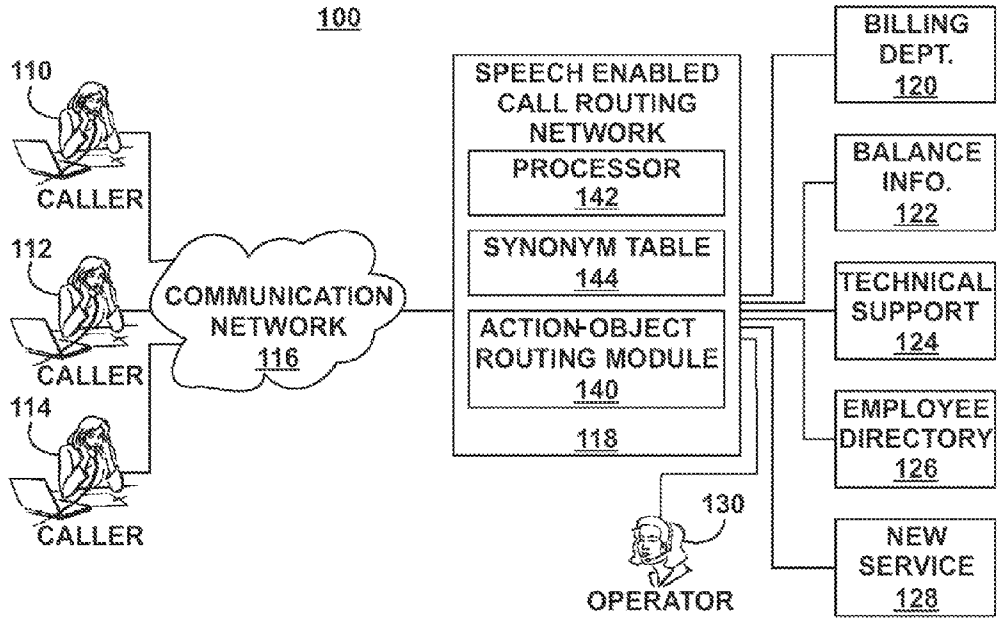 100
110
CALLER
112
CALLER
114
CALLER
COMMUNICATION
NETWORK
116
SPEECH ENABLED
CALL ROUTING
NETWORK
PROCESSOR
142
SYNONYM TABLE
144
ACTION-OBJECT
ROUTING MODULE
140
118
130
OPERATOR
BILLING
DEPT.
120
BALANCE
INFO.
122
TECHNICAL
SUPPORT
124
EMPLOYEE
DIRECTORY
126
NEW
SERVICE
128